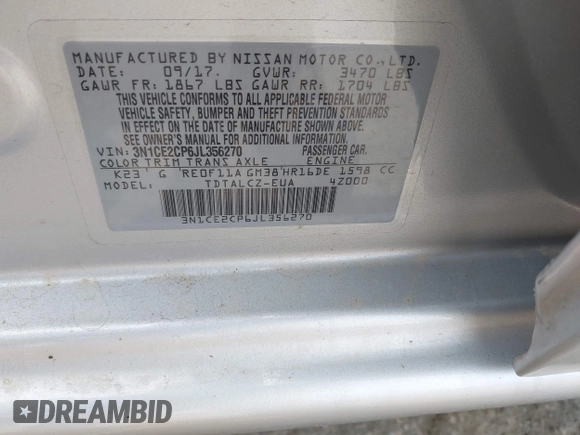 MANUFACTURED BY NISSAN MOTOR CO.,LTD.
DATE: 09/17. GVWR: 3470 LBS
GAWR FR: 1867 LBS GAWR RR: 1704 LBS
THIS VEHICLE CONFORMS TO ALL APPLICABLE FEDERAL MOTOR
VEHICLE SAFETY, BUMPER AND THEFT PREVENTION STANDARDS
IN EFFECT ON THE DATE OF MANUFACTURE SHOWN ABOVE.
SEE OWNER'S MANUAL FOR ADDITIONAL INFORMATION.
VIN: 3N1CE2CP6JL356270 PASSENGER CAR.
COLOR TRIM TRANS AXLE ENGINE
K23 G RE0F11A GM38 HR16DE 1598 CC
MODEL: TDTALCZ-EUA 4Z000
3N1CE2CP6JL356270
DREAMBID